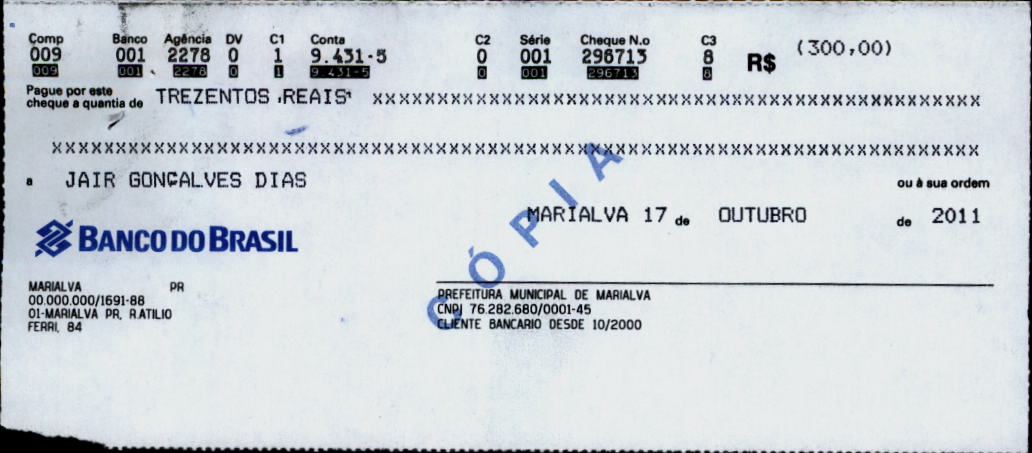 Comp Banco Agência DV C1 Conta C2 Série Cheque N.o C3
009 001 2278 0 1 9.431-5 0 001 296713 8 R$ (300,00)
009 001 2278 0 1 9.431-5 0 001 296713 8
Pague por este
cheque a quantia de TREZENTOS REAIS XXXXXXXXXXXXXXXXXXXXXXXXXXXXXXXXXXXXXXXXXXXXXXXXXXXXXXXXX
XXXXXXXXXXXXXXXXXXXXXXXXXXXXXXXXXXXXXXXXXXXXXXXXXXXXXXXXXXXXXXXXXXXXXXXXXXXXXXXXXXXXXXX
a JAIR GONÇALVES DIAS ou à sua ordem
MARIALVA 17 de OUTUBRO de 2011
CÓPIA
BANCO DO BRASIL
MARIALVA PR
00.000.000/1691-88
01-MARIALVA PR, R.ATILIO
FERRI, 84
PREFEITURA MUNICIPAL DE MARIALVA
CNPJ 76.282.680/0001-45
CLIENTE BANCARIO DESDE 10/2000